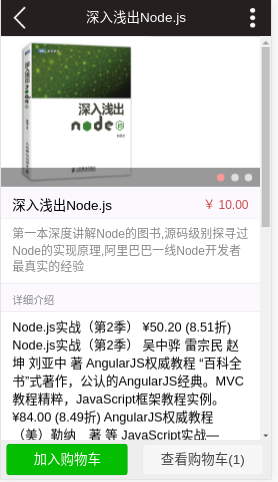 深入浅出Node.js
深入浅出
node
深入浅出Node.js
¥ 10.00
第一本深度讲解Node的图书,源码级别探寻过
Node的实现原理,阿里巴巴一线Node开发者
最真实的经验
详细介绍
Node.js实战（第2季） ¥50.20 (8.51折)
Node.js实战（第2季） 吴中骅 雷宗民 赵
坤 刘亚中 著 AngularJS权威教程 “百科全
书”式著作，公认的AngularJS经典。MVC
教程精粹，JavaScript框架教程实例。
¥84.00 (8.49折) AngularJS权威教程
（美）勒纳 著 等 JavaScript实战—
加入购物车
查看购物车(1)